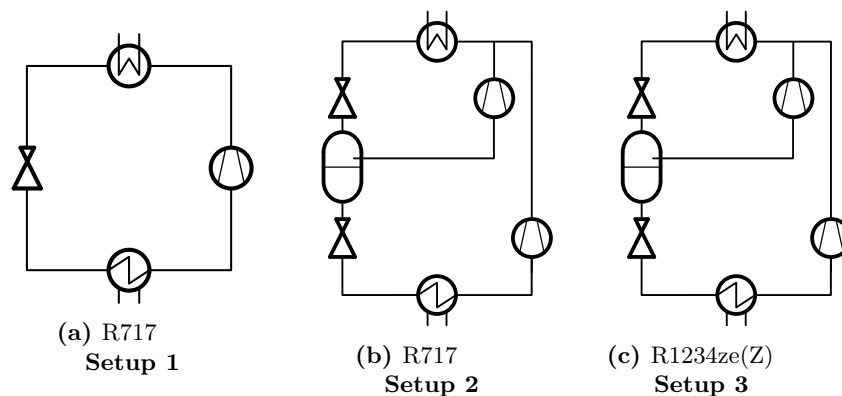 (a) R717
Setup 1
(b) R717
Setup 2
(c) R1234ze(Z)
Setup 3